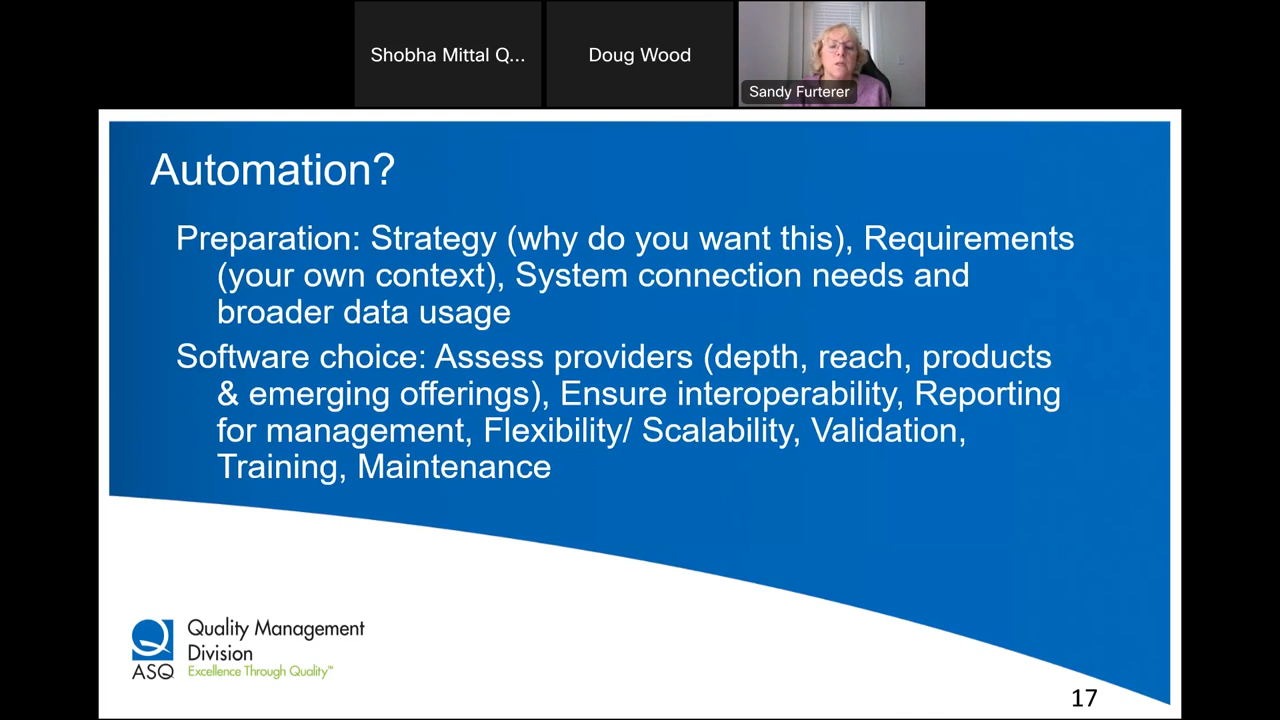 Shobha Mittal Q...
Doug Wood
Sandy Furterer
Automation?
Preparation: Strategy (why do you want this), Requirements
(your own context), System connection needs and
broader data usage
Software choice: Assess providers (depth, reach, products
& emerging offerings), Ensure interoperability, Reporting
for management, Flexibility/ Scalability, Validation,
Training, Maintenance
Quality Management
Division
ASQ Excellence Through Quality™
17